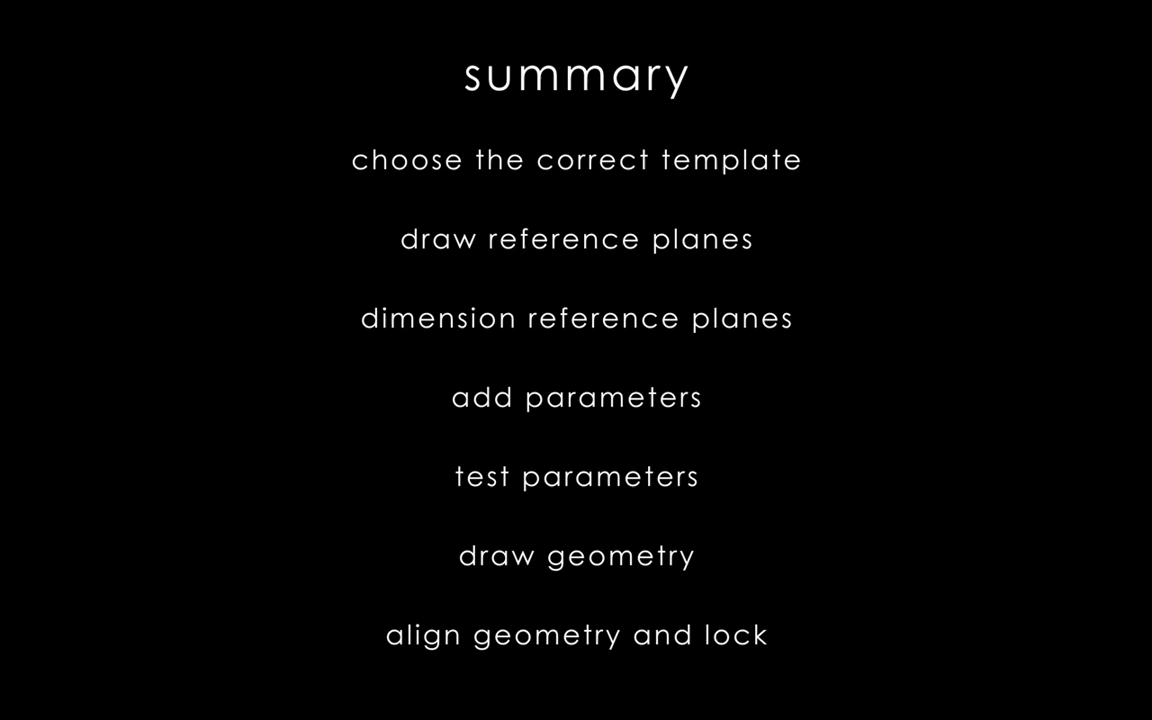 summary
choose the correct template
draw reference planes
dimension reference planes
add parameters
test parameters
draw geometry
align geometry and lock